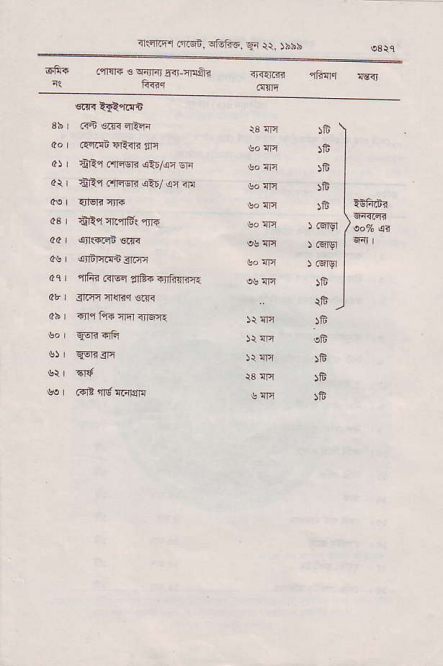 বাংলাদেশ গেজেট, অতিরিক্ত, জুন ২২, ১৯৯৯ ৩৪২৭
ক্রমিক নং পোষাক ও অন্যান্য দ্রব্য-সামগ্রীর বিবরণ ব্যবহারের মেয়াদ পরিমাণ মন্তব্য
ওয়েব ইকুইপমেন্ট
৪৯। বেল্ট ওয়েব লাইলন ২৪ মাস ১টি
৫০। হেলমেট ফাইবার গ্লাস ৬০ মাস ১টি
৫১। স্ট্রাইপ শোলডার এইচ/এস ডান ৬০ মাস ১টি
৫২। স্ট্রাইপ শোলডার এইচ/ এস বাম ৬০ মাস ১টি
৫৩। হ্যাভার স্যাক ৬০ মাস ১টি
৫৪। স্ট্রাইপ সাপোর্টিং প্যাক ৬০ মাস ১ জোড়া
৫৫। এ্যাংকলেট ওয়েব ৩৬ মাস ১ জোড়া
৫৬। এ্যাটাসমেন্ট ব্রাসেস ৬০ মাস ১ জোড়া
৫৭। পানির বোতল প্লাষ্টিক ক্যারিয়ারসহ ৩৬ মাস ১টি
৫৮। ব্রাসেস সাধারণ ওয়েব .. ২টি
ইউনিটের
জনবলের
৩০% এর
জন্য।
৫৯। ক্যাপ পিক সাদা ব্যাজসহ ১২ মাস ১টি
৬০। জুতার কালি ১২ মাস ৩টি
৬১। জুতার ব্রাস ১২ মাস ১টি
৬২। স্কার্ফ ২৪ মাস ১টি
৬৩। কোষ্ট গার্ড মনোগ্রাম ৬ মাস ১টি